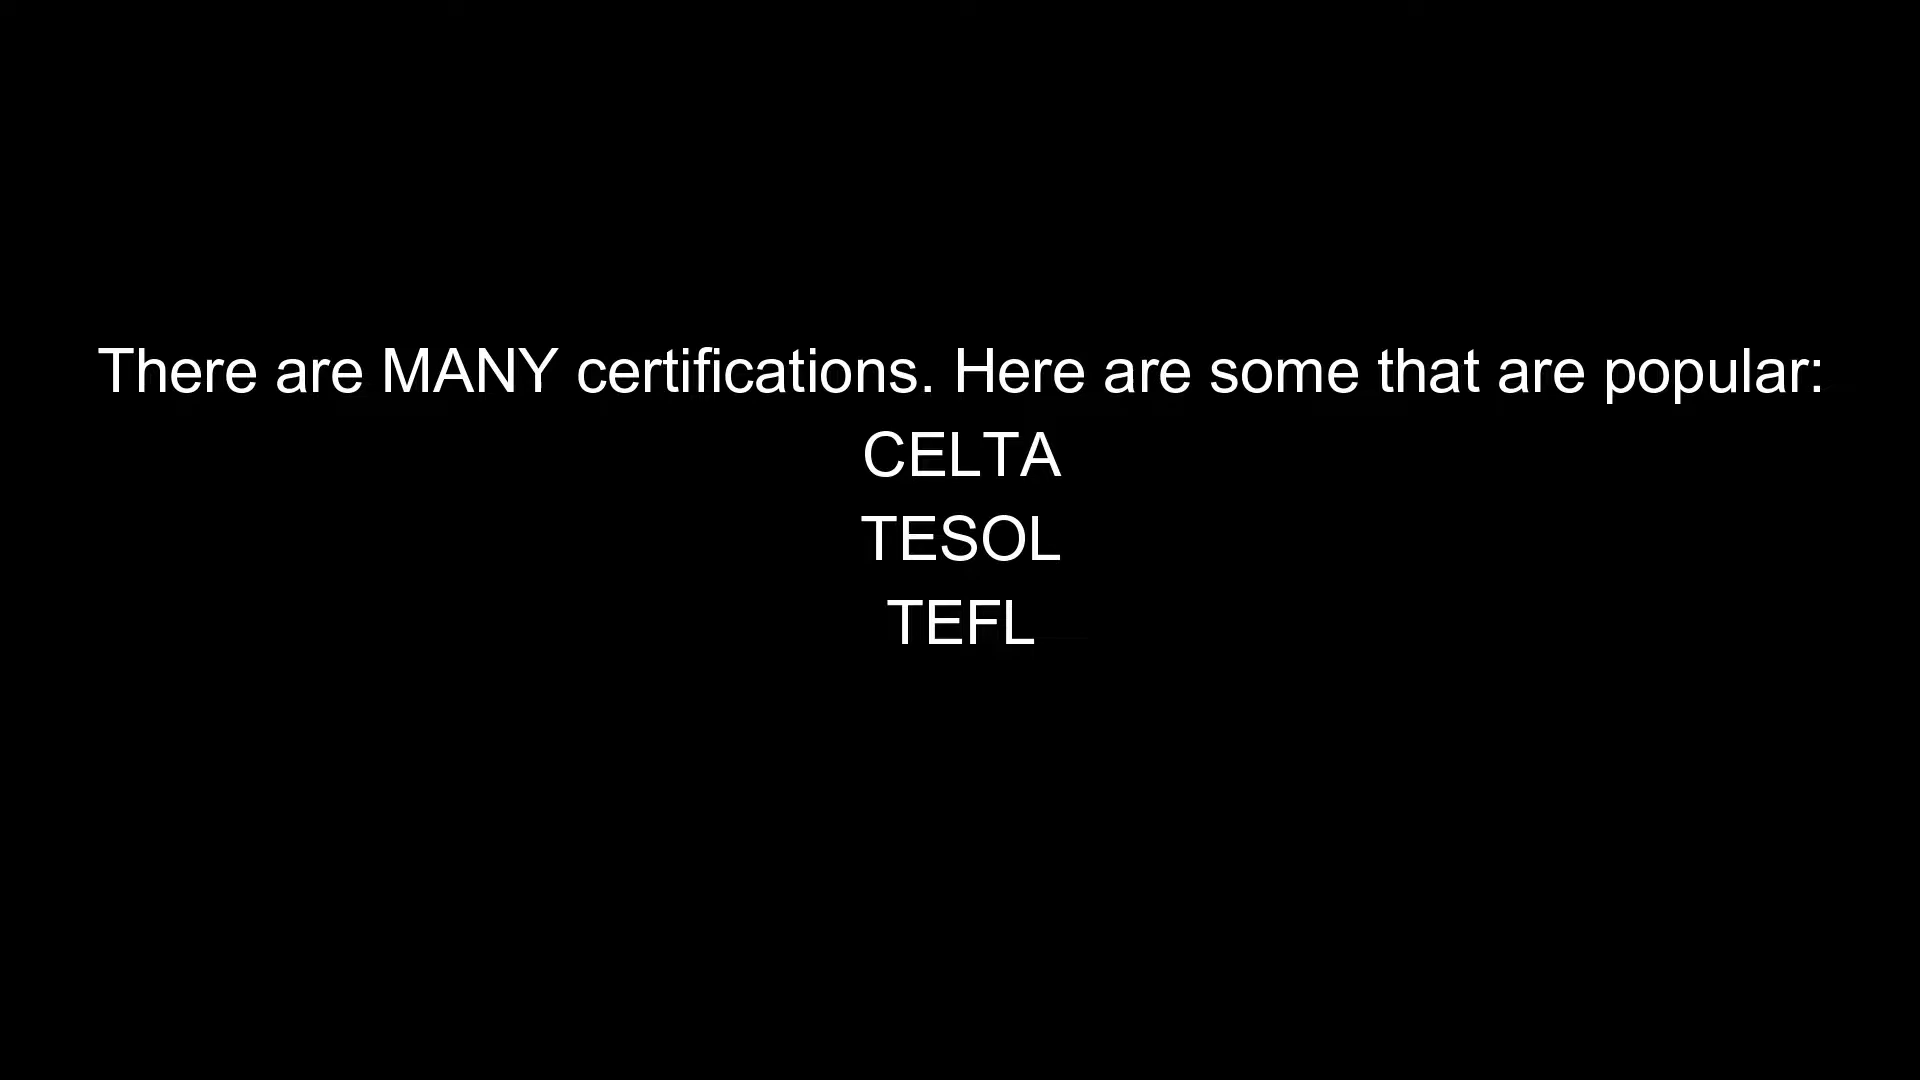 There are MANY certifications. Here are some that are popular:
CELTA
TESOL
TEFL